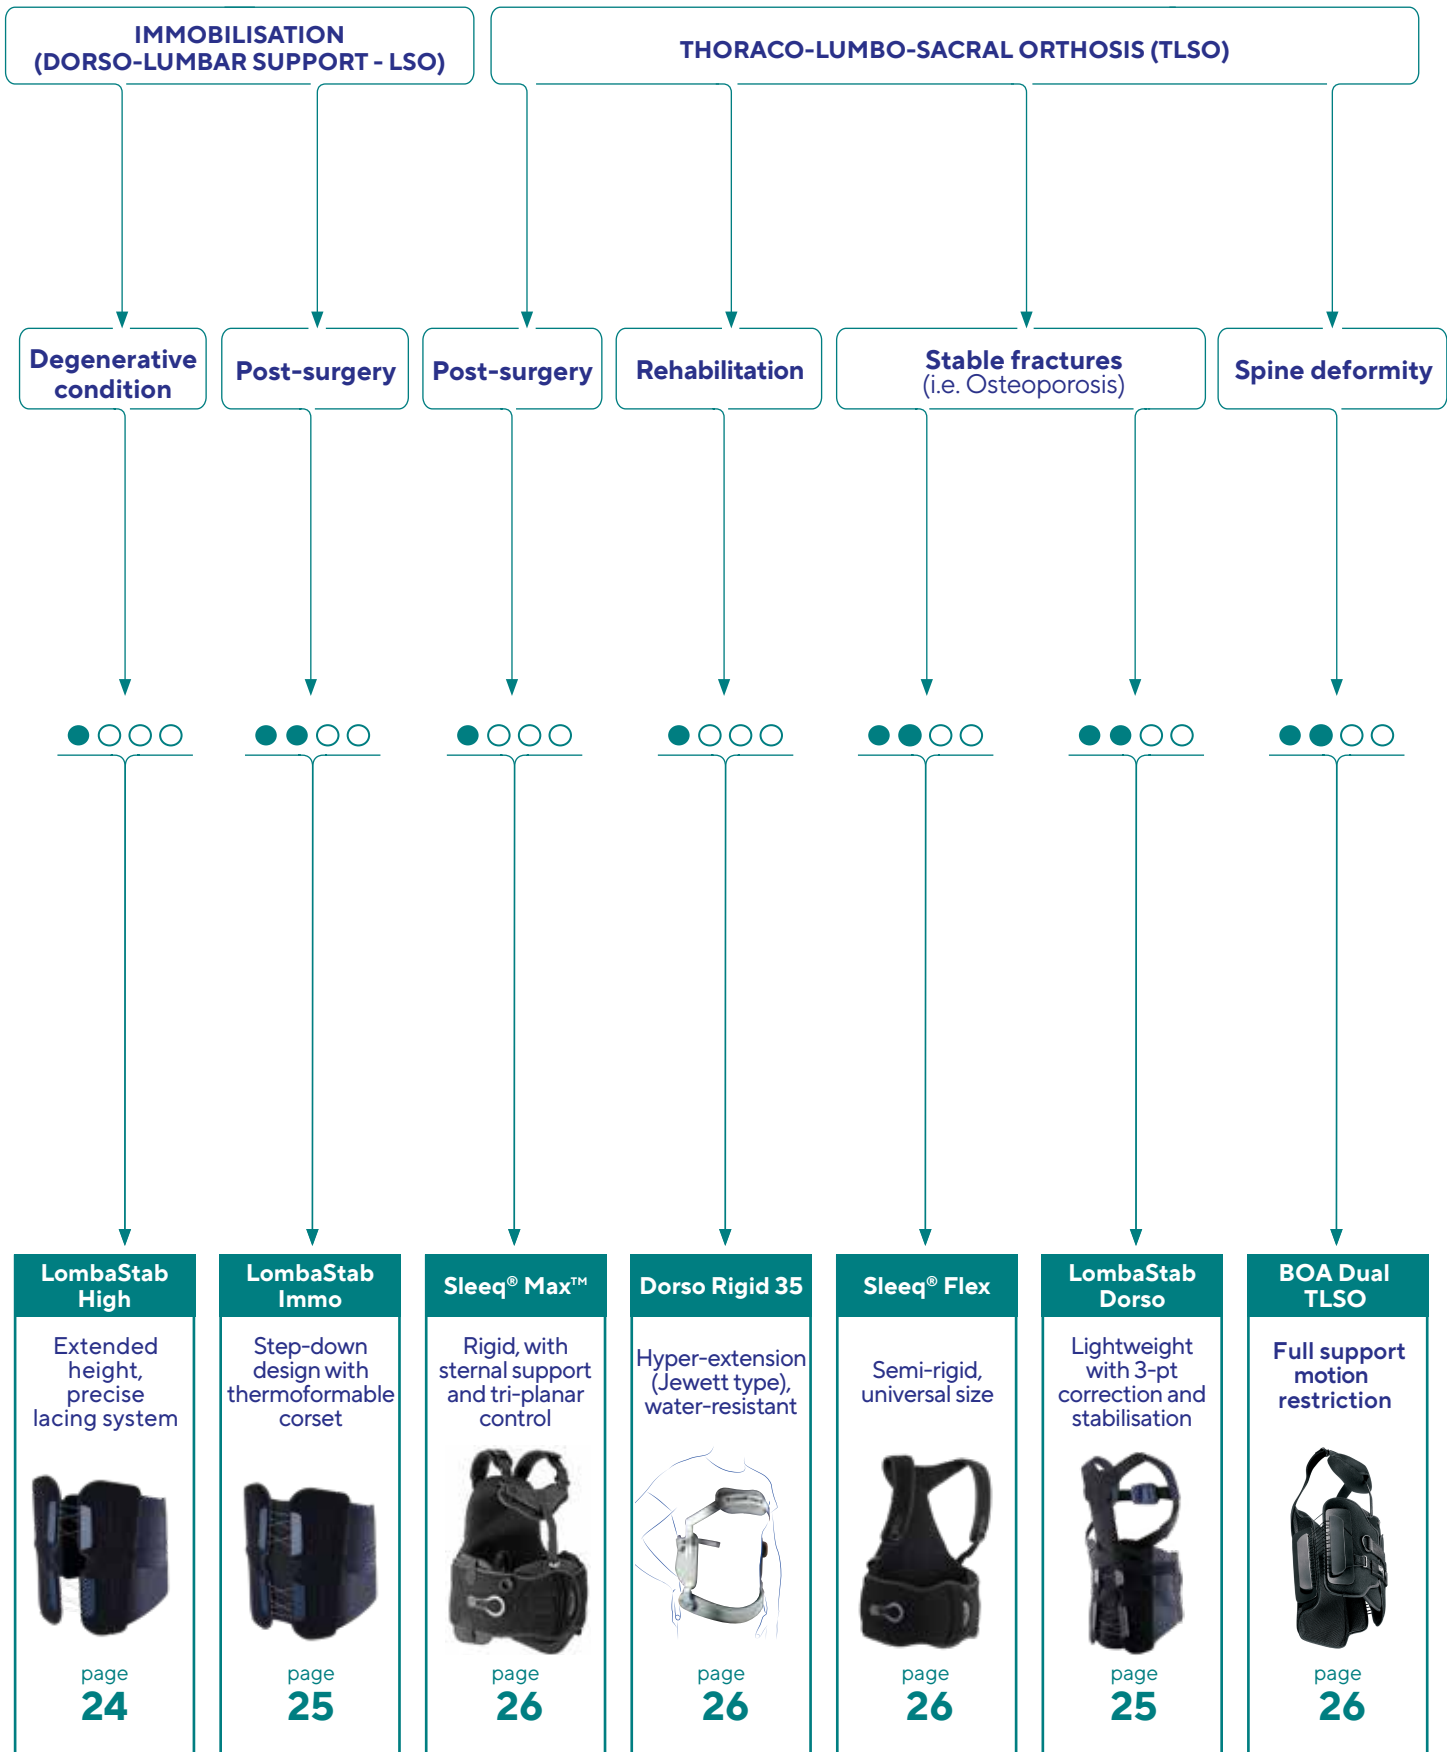 IMMOBILISATION
(DORSO-LUMBAR SUPPORT - LSO)
THORACO-LUMBO-SACRAL ORTHOSIS (TLSO)
Degenerative
condition
Post-surgery
Post-surgery
Rehabilitation
Stable fractures
(i.e. Osteoporosis)
Spine deformity
LombaStab
High
Extended
height,
precise
lacing system
page
24
LombaStab
Immo
Step-down
design with
thermoformable
corset
page
25
Sleeq® Max™
Rigid, with
sternal support
and tri-planar
control
page
26
Dorso Rigid 35
Hyper-extension
(Jewett type),
water-resistant
page
26
Sleeq® Flex
Semi-rigid,
universal size
page
26
LombaStab
Dorso
Lightweight
with 3-pt
correction and
stabilisation
page
25
BOA Dual
TLSO
Full support
motion
restriction
page
26